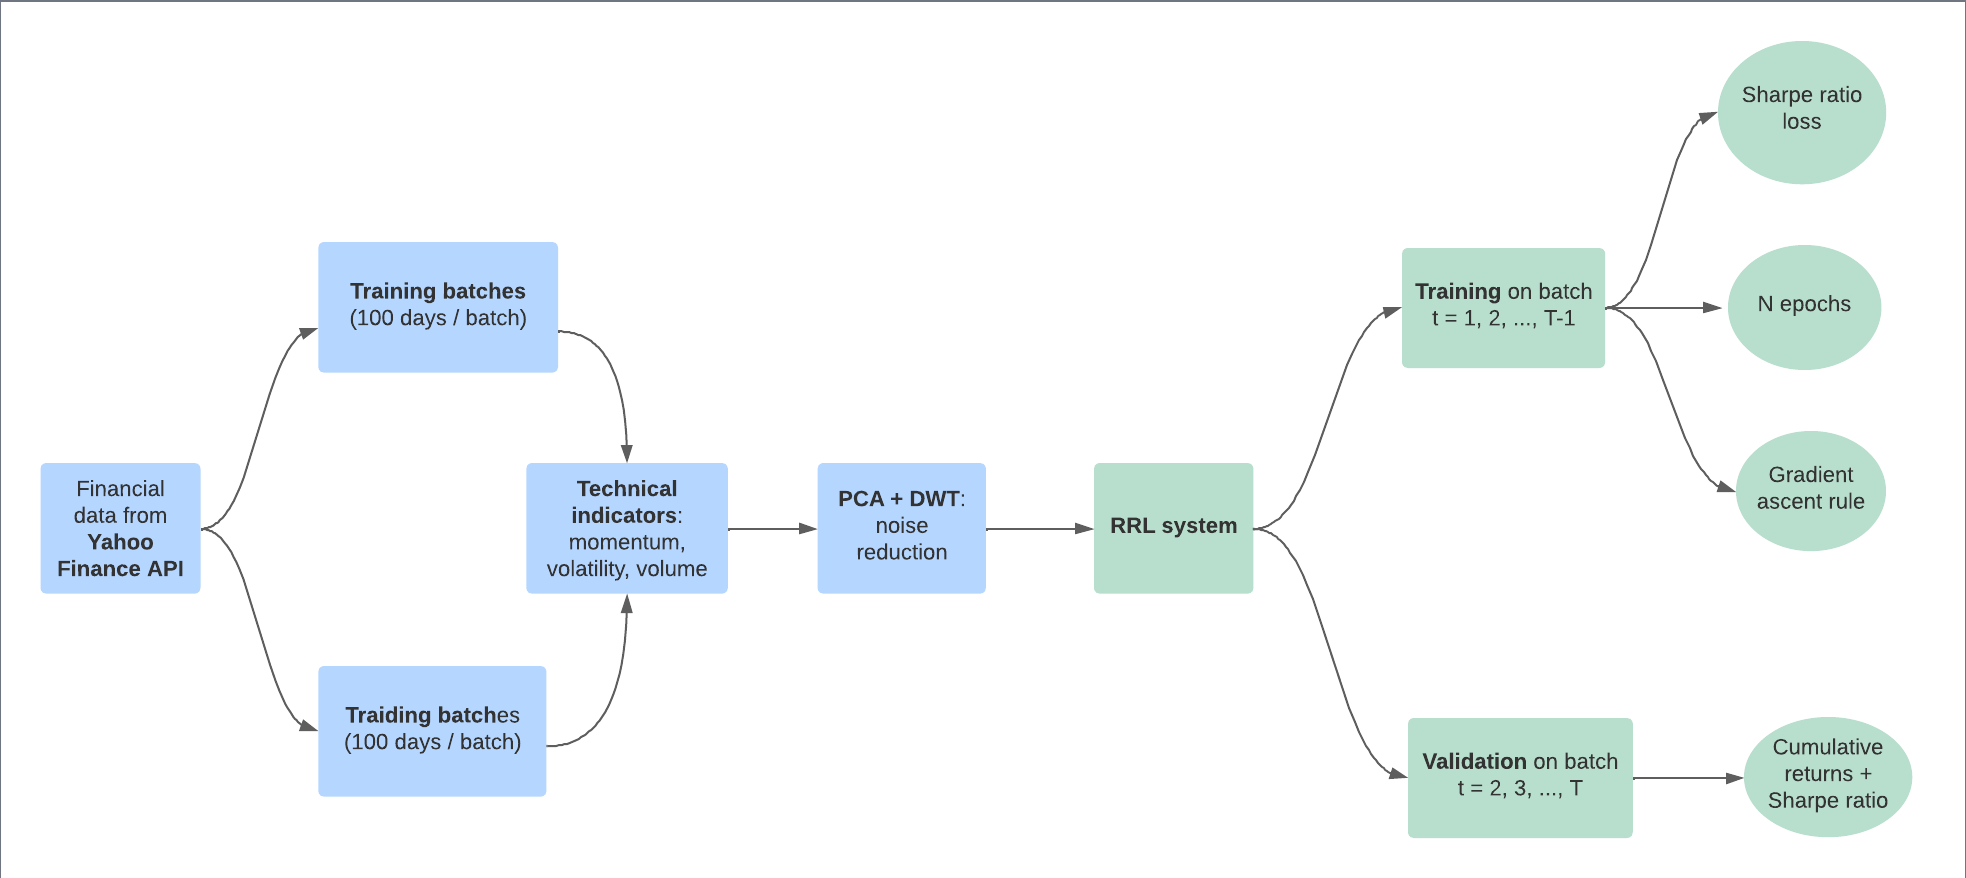 Financial
data from
Yahoo
Finance API
Training batches
(100 days / batch)
Traiding batches
(100 days / batch)
Technical
indicators:
momentum,
volatility, volume
PCA + DWT:
noise
reduction
RRL system
Training on batch
t = 1, 2, ..., T-1
Sharpe ratio
loss
N epochs
Gradient
ascent rule
Validation on batch
t = 2, 3, ..., T
Cumulative
returns +
Sharpe ratio